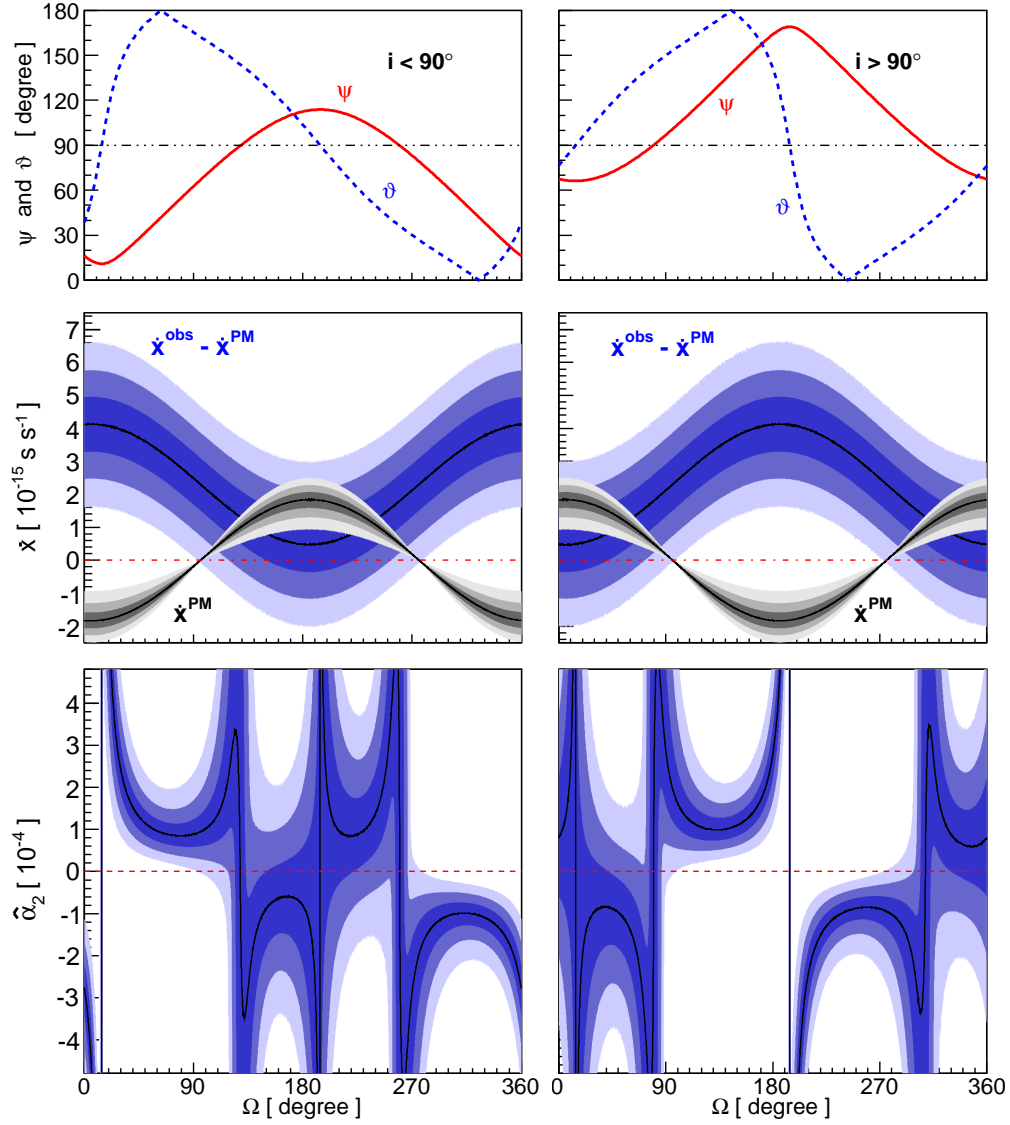 ψ and ϑ [ degree ]
180
150
120
90
60
30
0
i < 90°
ψ
ϑ
i > 90°
ψ
ϑ
ẋ [ 10⁻¹⁵ s s⁻¹ ]
7
6
5
4
3
2
1
0
-1
-2
ẋ^obs - ẋ^PM
ẋ^PM
ẋ^obs - ẋ^PM
ẋ^PM
α̂₂ [ 10⁻⁴ ]
4
3
2
1
0
-1
-2
-3
-4
0 90 180 270 360
Ω [ degree ]
0 90 180 270 360
Ω [ degree ]